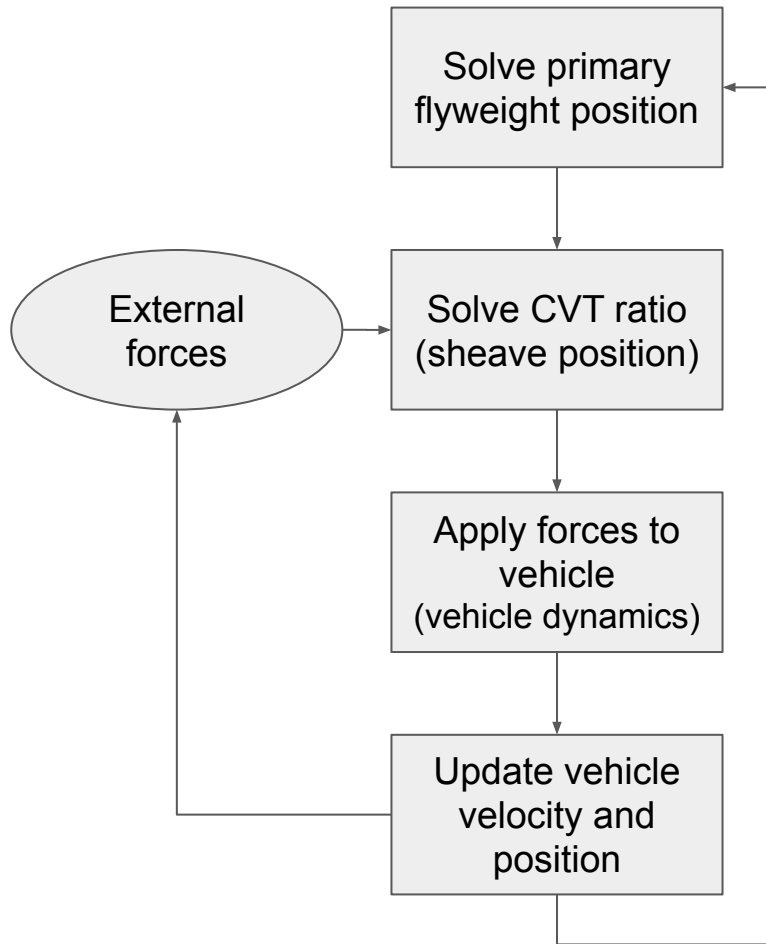 Solve primary
flyweight position
External
forces
Solve CVT ratio
(sheave position)
Apply forces to
vehicle
(vehicle dynamics)
Update vehicle
velocity and
position